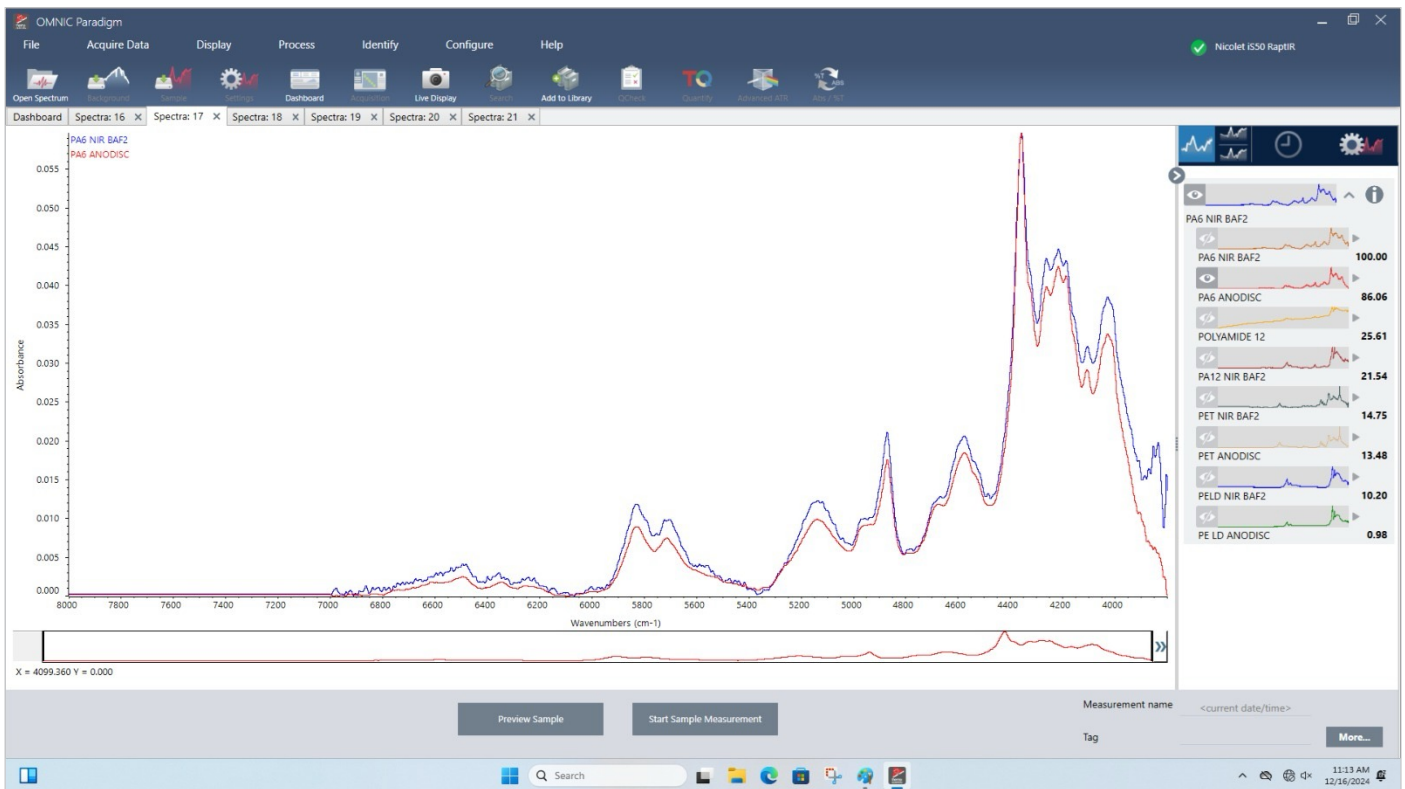 OMNIC Paradigm
File Acquire Data Display Process Identify Configure Help
Nicolet iS50 RaptIR
%T ABS
TQ
Open Spectrum Background Sample Settings Dashboard Acquisition Live Display Search Add to Library QCheck Quantify Advanced ATR Abs / %T
Dashboard Spectra: 16 Spectra: 17 Spectra: 18 Spectra: 19 Spectra: 20 Spectra: 21
PA6 NIR BAF2
PA6 ANODISC
0.055
0.050
0.045
0.040
0.035
0.030
0.025
0.020
0.015
0.010
0.005
0.000
Absorbance
8000 7800 7600 7400 7200 7000 6800 6600 6400 6200 6000 5800 5600 5400 5200 5000 4800 4600 4400 4200 4000
Wavenumbers (cm-1)
X = 4099.360 Y = 0.000
PA6 NIR BAF2
PA6 NIR BAF2 100.00
PA6 ANODISC 86.06
POLYAMIDE 12 25.61
PA12 NIR BAF2 21.54
PET NIR BAF2 14.75
PET ANODISC 13.48
PELD NIR BAF2 10.20
PE LD ANODISC 0.98
Preview Sample
Start Sample Measurement
Measurement name <current date/time>
Tag
More...
Search
11:13 AM
12/16/2024